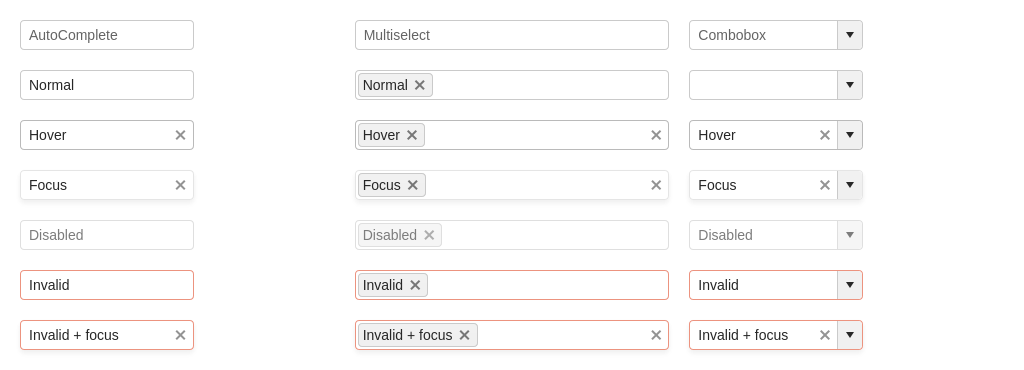 AutoComplete Multiselect Combobox
Normal Normal
Hover Hover Hover
Focus Focus Focus
Disabled Disabled Disabled
Invalid Invalid Invalid
Invalid + focus Invalid + focus Invalid + focus